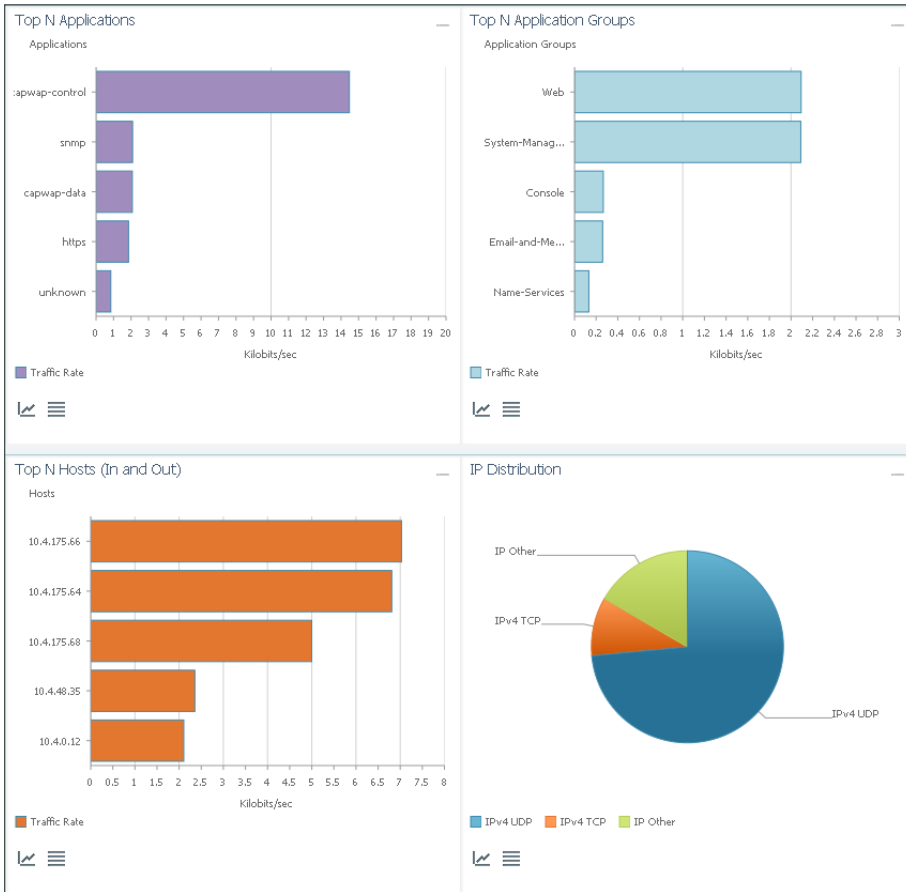 Top N Applications
Applications
:apwap-control
snmp
capwap-data
https
unknown
0 1 2 3 4 5 6 7 8 9 10 11 12 13 14 15 16 17 18 19 20
Kilobits/sec
Traffic Rate
Top N Application Groups
Application Groups
Web
System-Manag...
Console
Email-and-Me...
Name-Services
0 0.2 0.4 0.6 0.8 1 1.2 1.4 1.6 1.8 2 2.2 2.4 2.6 2.8 3
Kilobits/sec
Traffic Rate
Top N Hosts (In and Out)
Hosts
10.4.175.66
10.4.175.64
10.4.175.68
10.4.48.35
10.4.0.12
0 0.5 1 1.5 2 2.5 3 3.5 4 4.5 5 5.5 6 6.5 7 7.5 8
Kilobits/sec
Traffic Rate
IP Distribution
IP Other
IPv4 TCP
IPv4 UDP
IPv4 UDP IPv4 TCP IP Other